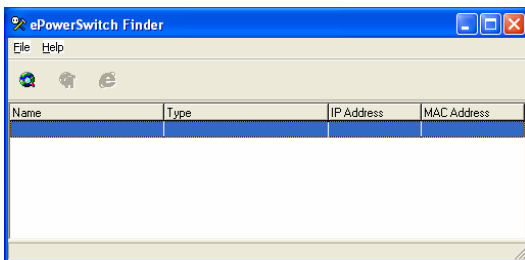 ePowerSwitch Finder
File Help
Name Type IP Address MAC Address